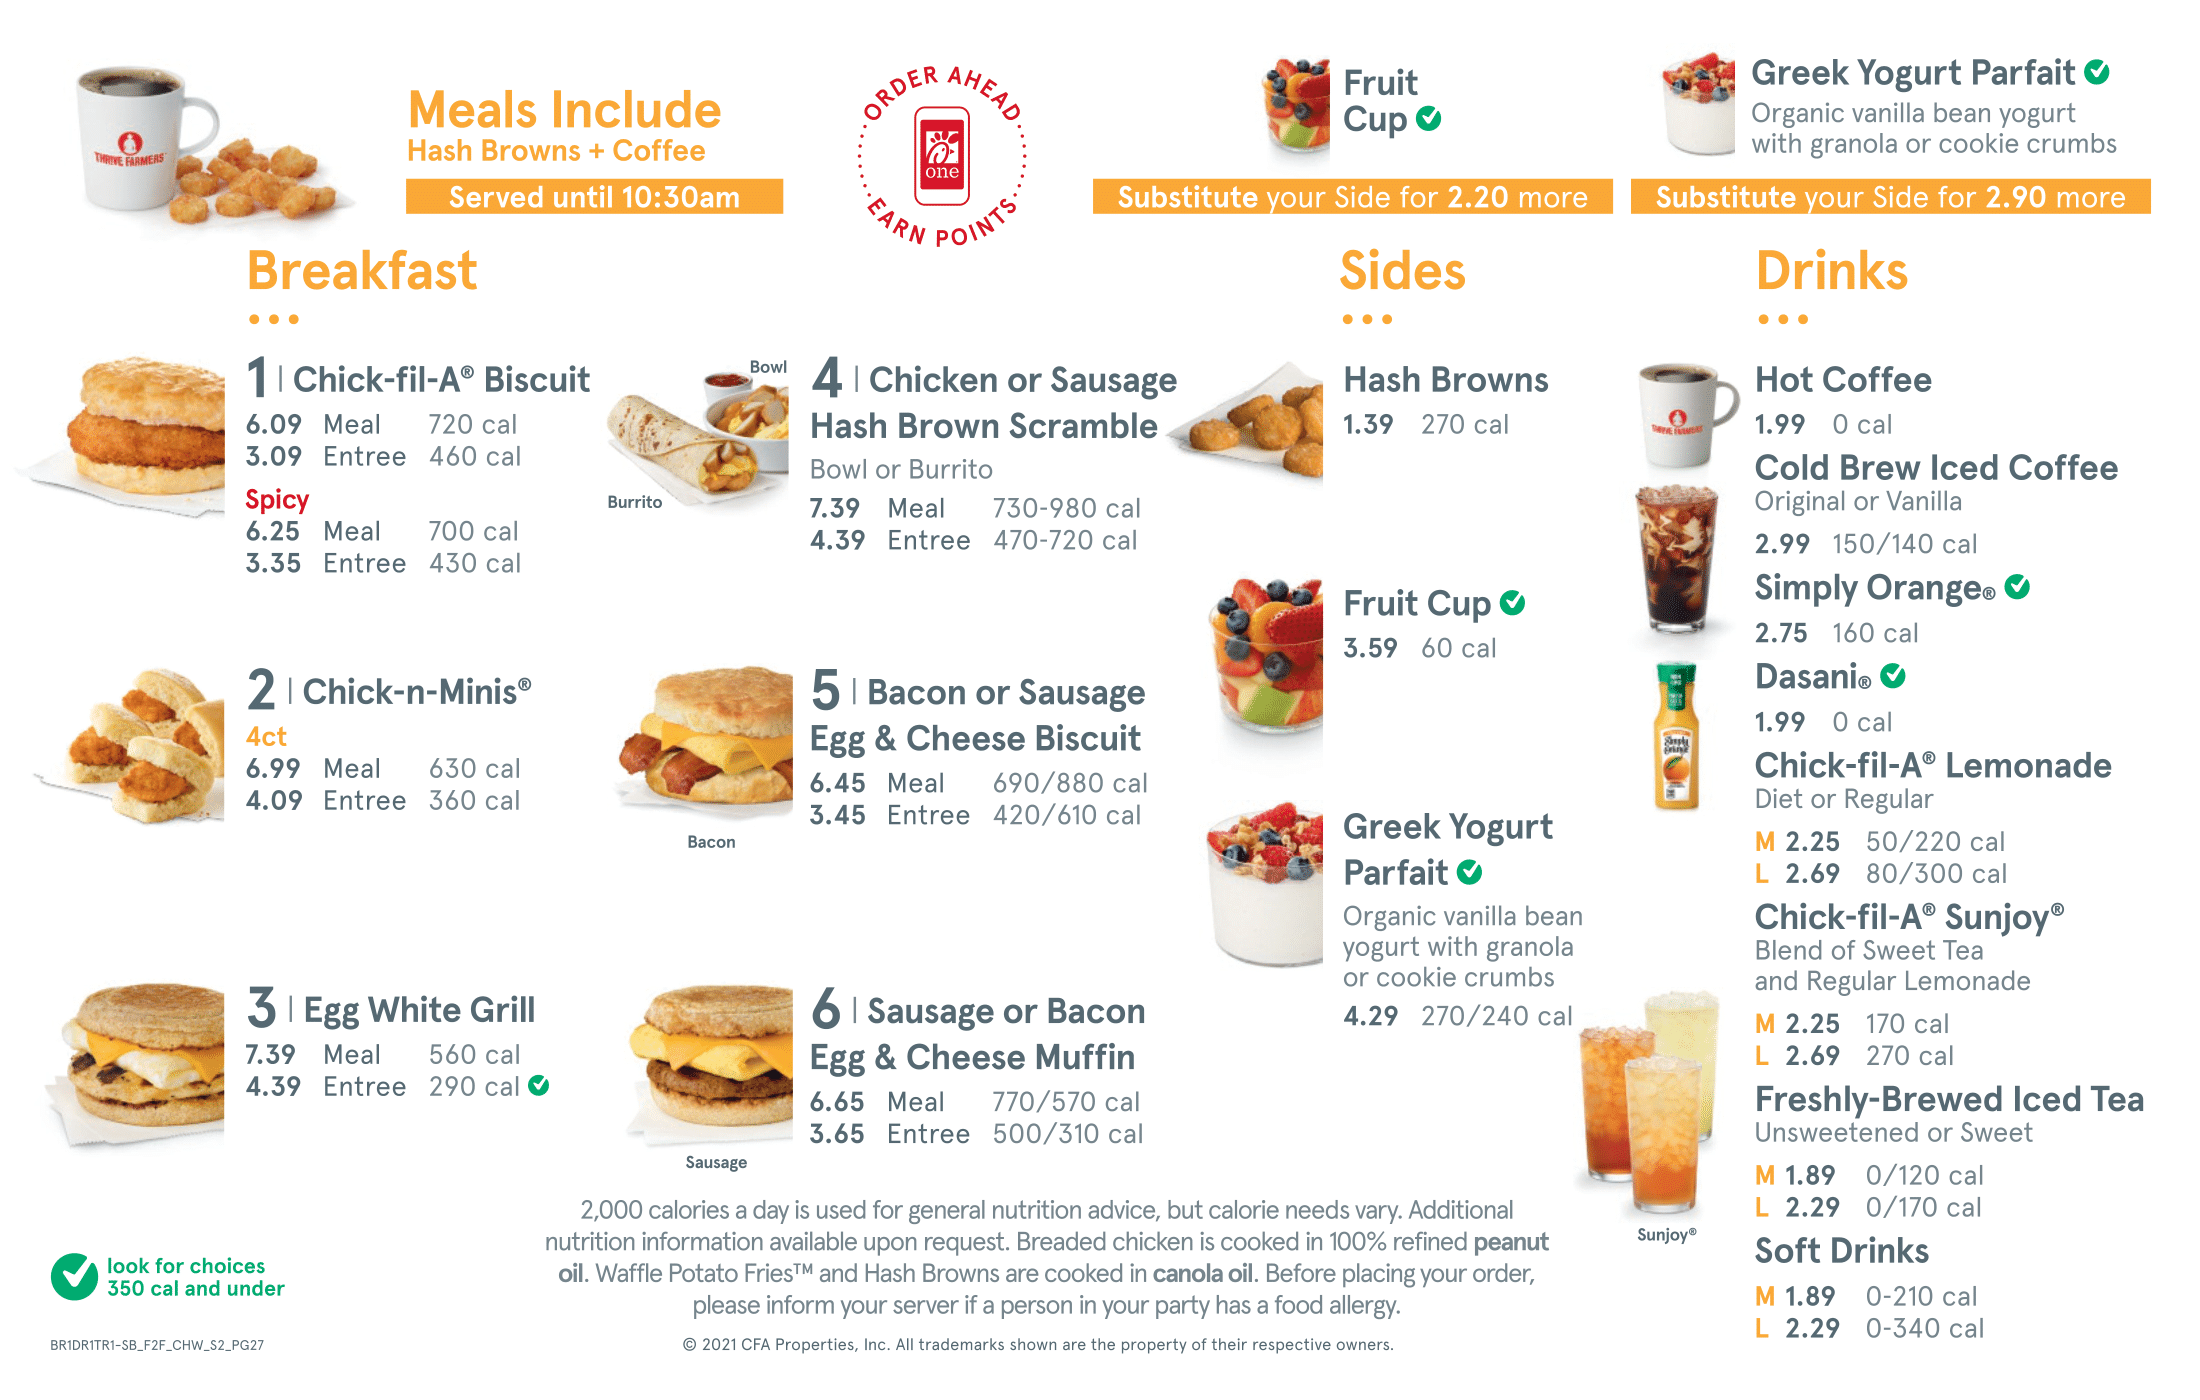 THRIVE FARMERS
Meals Include
Hash Browns + Coffee
Served until 10:30am
ORDER AHEAD
one
EARN POINTS
Fruit
Cup
Substitute your Side for 2.20 more
Greek Yogurt Parfait
Organic vanilla bean yogurt
with granola or cookie crumbs
Substitute your Side for 2.90 more
Breakfast
1 | Chick-fil-A® Biscuit
6.09 Meal 720 cal
3.09 Entree 460 cal
Spicy
6.25 Meal 700 cal
3.35 Entree 430 cal
2 | Chick-n-Minis®
4ct
6.99 Meal 630 cal
4.09 Entree 360 cal
3 | Egg White Grill
7.39 Meal 560 cal
4.39 Entree 290 cal
Bowl
Burrito
4 | Chicken or Sausage
Hash Brown Scramble
Bowl or Burrito
7.39 Meal 730-980 cal
4.39 Entree 470-720 cal
5 | Bacon or Sausage
Egg & Cheese Biscuit
6.45 Meal 690/880 cal
3.45 Entree 420/610 cal
Bacon
6 | Sausage or Bacon
Egg & Cheese Muffin
6.65 Meal 770/570 cal
3.65 Entree 500/310 cal
Sausage
Sides
Hash Browns
1.39 270 cal
Fruit Cup
3.59 60 cal
Greek Yogurt
Parfait
Organic vanilla bean
yogurt with granola
or cookie crumbs
4.29 270/240 cal
Drinks
THRIVE FARMERS
Hot Coffee
1.99 0 cal
Cold Brew Iced Coffee
Original or Vanilla
2.99 150/140 cal
Simply Orange®
2.75 160 cal
Simply
Orange
Dasani®
1.99 0 cal
Chick-fil-A® Lemonade
Diet or Regular
M 2.25 50/220 cal
L 2.69 80/300 cal
Chick-fil-A® Sunjoy®
Blend of Sweet Tea
and Regular Lemonade
M 2.25 170 cal
L 2.69 270 cal
Freshly-Brewed Iced Tea
Unsweetened or Sweet
M 1.89 0/120 cal
L 2.29 0/170 cal
Sunjoy®
Soft Drinks
M 1.89 0-210 cal
L 2.29 0-340 cal
look for choices
350 cal and under
2,000 calories a day is used for general nutrition advice, but calorie needs vary. Additional
nutrition information available upon request. Breaded chicken is cooked in 100% refined peanut
oil. Waffle Potato Fries™ and Hash Browns are cooked in canola oil. Before placing your order,
please inform your server if a person in your party has a food allergy.
BR1DR1TR1-SB_F2F_CHW_S2_PG27
© 2021 CFA Properties, Inc. All trademarks shown are the property of their respective owners.